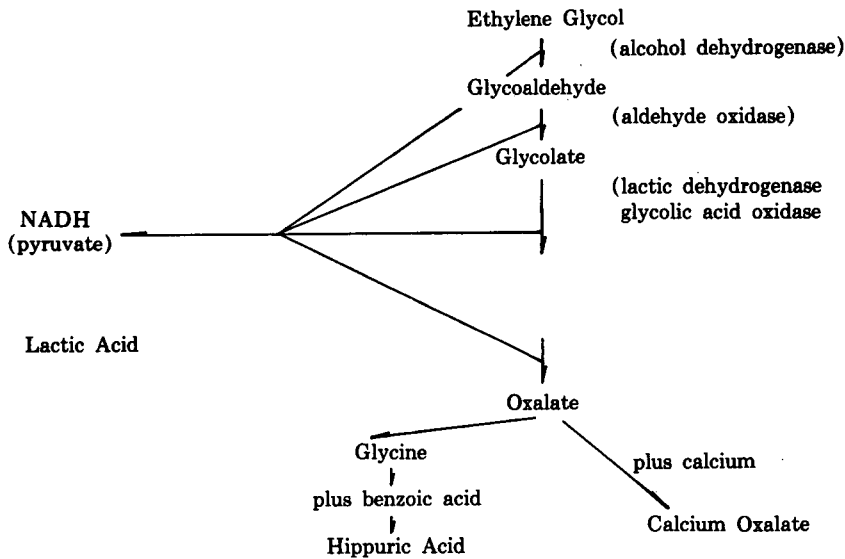 Ethylene Glycol
(alcohol dehydrogenase)
Glycoaldehyde
(aldehyde oxidase)
Glycolate
(lactic dehydrogenase
glycolic acid oxidase
NADH
(pyruvate)
Lactic Acid
Oxalate
Glycine
plus calcium
plus benzoic acid
Calcium Oxalate
Hippuric Acid